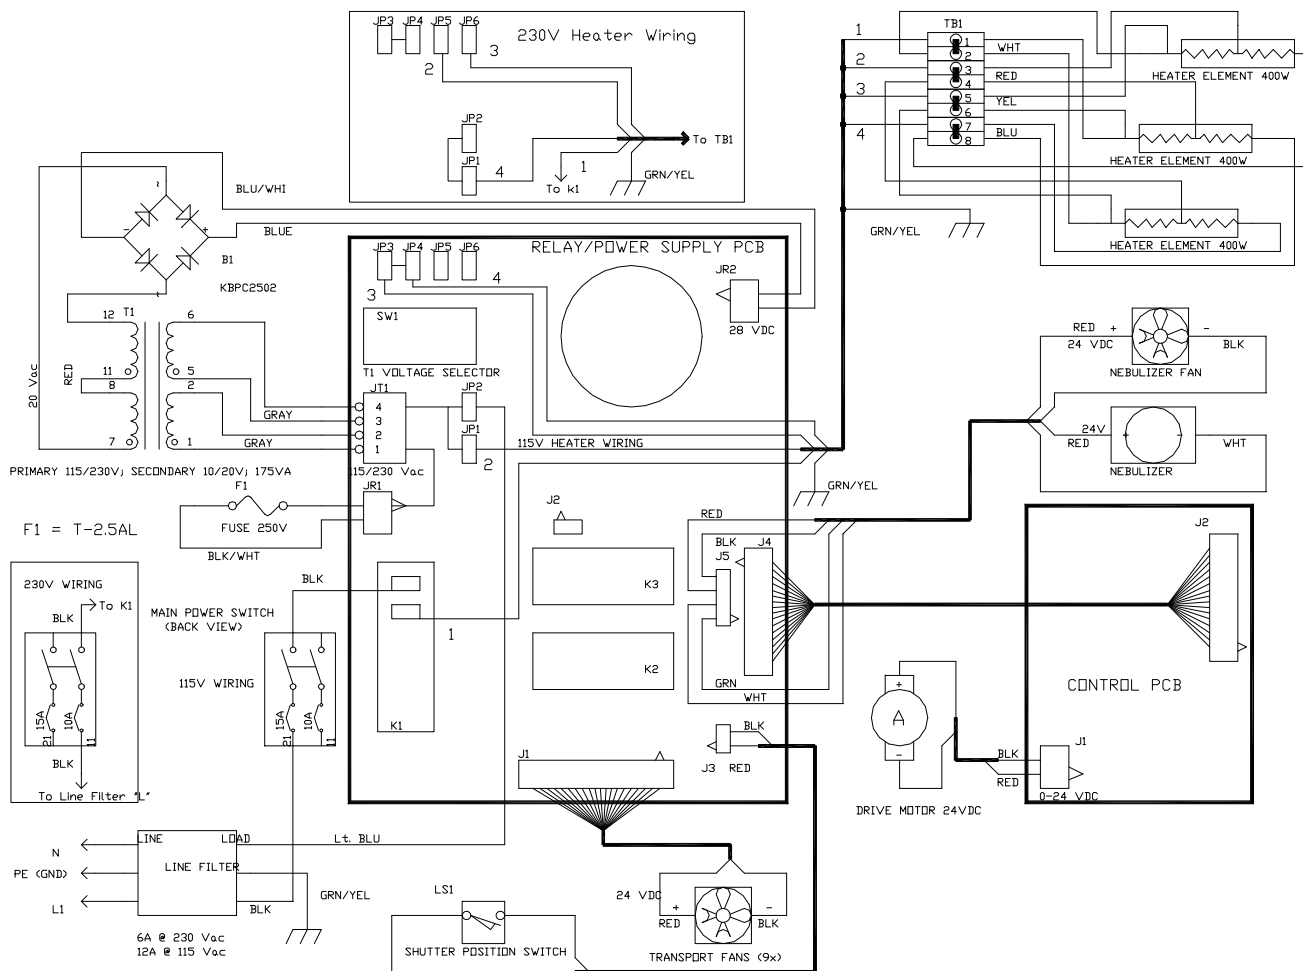 JP3 JP4 JP5 JP6
230V Heater Wiring
3
2
JP2
JP1
4
1
To k1
To TB1
GRN/YEL
TB1
1
2
3
4
1
2
3
4
5
6
7
8
WHT
RED
YEL
BLU
HEATER ELEMENT 400W
HEATER ELEMENT 400W
HEATER ELEMENT 400W
GRN/YEL
BLU/WHI
BLUE
~
-
+
~
B1
KBPC2502
RELAY/POWER SUPPLY PCB
JP3 JP4 JP5 JP6
4
3
SW1
T1 VOLTAGE SELECTOR
JR2
28 VDC
20 Vac
RED
12
T1
6
11
5
8
2
7
1
GRAY
GRAY
JT1
4
3
2
1
115/230 Vac
JP2
JP1
2
115V HEATER WIRING
GRN/YEL
PRIMARY 115/230V; SECONDARY 10/20V; 175VA
F1
FUSE 250V
BLK/WHT
JR1
F1 = T-2.5AL
RED +
24 VDC
-
BLK
NEBULIZER FAN
24V
RED
+
-
WHT
NEBULIZER
J2
RED
BLK
J5
J4
K3
K2
GRN
WHT
K1
1
BLK
230V WIRING
To K1
BLK
15A
10A
21
11
BLK
To Line Filter "L"
MAIN POWER SWITCH
(BACK VIEW)
115V WIRING
15A
10A
21
11
J2
CONTROL PCB
J1
BLK
RED
0-24 VDC
+
A
-
DRIVE MOTOR 24VDC
BLK
J3 RED
J1
LINE
LOAD
LINE FILTER
N
PE (GND)
L1
Lt. BLU
GRN/YEL
BLK
6A @ 230 Vac
12A @ 115 Vac
LS1
SHUTTER POSITION SWITCH
24 VDC
+
RED
-
BLK
TRANSPORT FANS (9x)